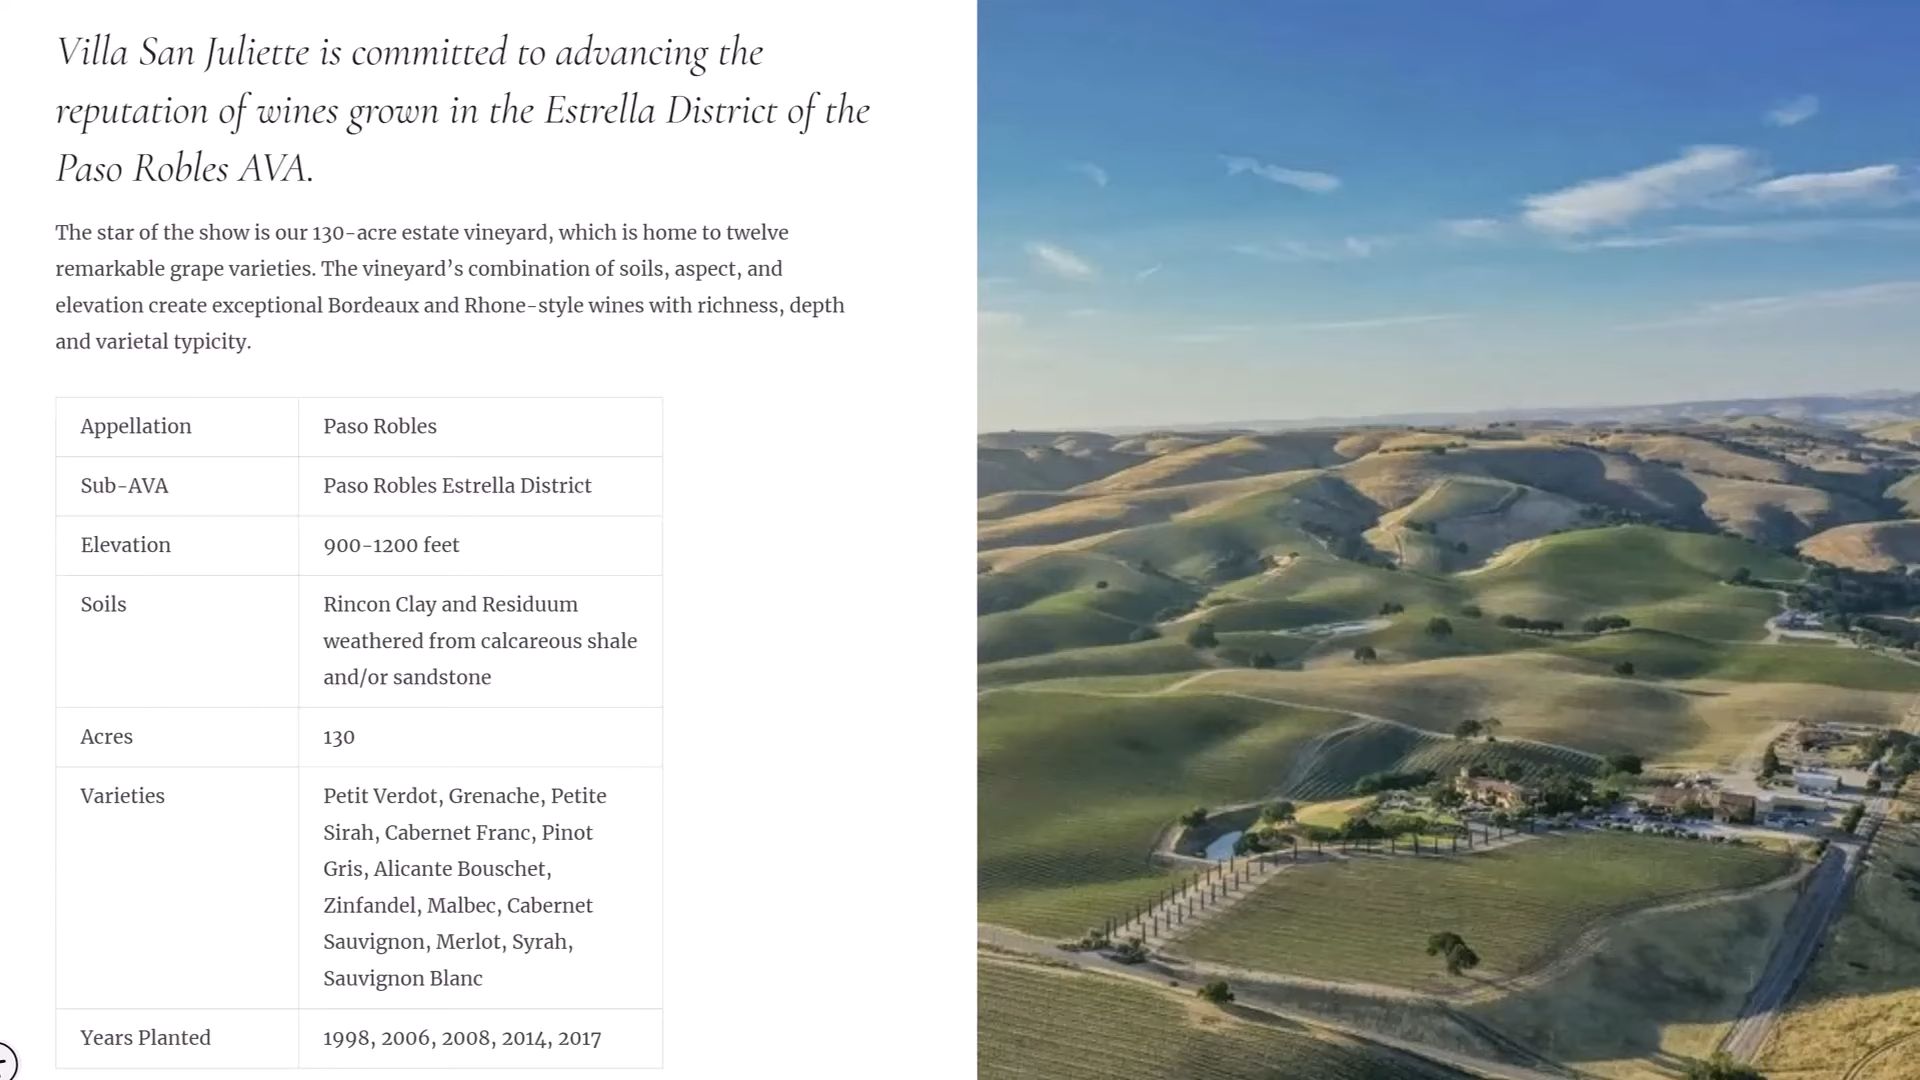 Villa San Juliette is committed to advancing the
reputation of wines grown in the Estrella District of the
Paso Robles AVA.
The star of the show is our 130-acre estate vineyard, which is home to twelve
remarkable grape varieties. The vineyard’s combination of soils, aspect, and
elevation create exceptional Bordeaux and Rhone-style wines with richness, depth
and varietal typicity.
Appellation
Paso Robles
Sub-AVA
Paso Robles Estrella District
Elevation
900-1200 feet
Soils
Rincon Clay and Residuum
weathered from calcareous shale
and/or sandstone
Acres
130
Varieties
Petit Verdot, Grenache, Petite
Sirah, Cabernet Franc, Pinot
Gris, Alicante Bouschet,
Zinfandel, Malbec, Cabernet
Sauvignon, Merlot, Syrah,
Sauvignon Blanc
Years Planted
1998, 2006, 2008, 2014, 2017